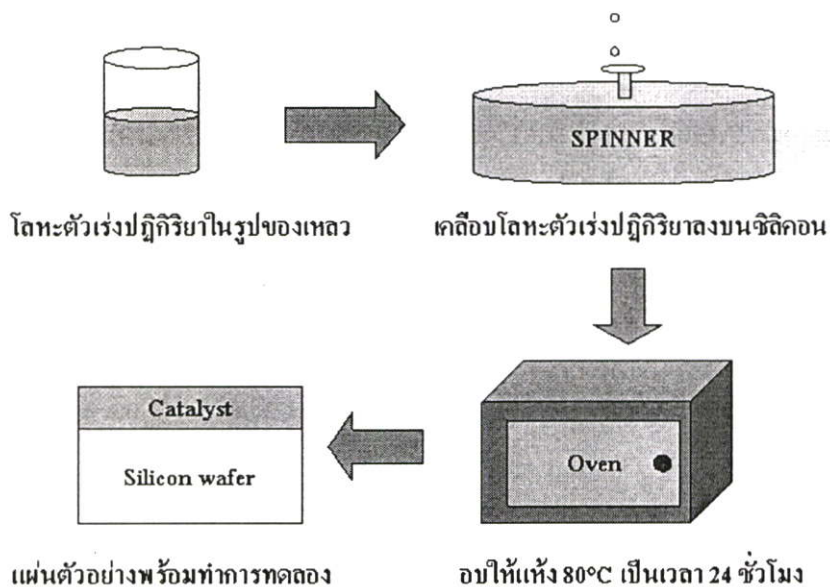 SPINNER
โลหะตัวเร่งปฏิกิริยาในรูปของเหลว
เคลือบโลหะตัวเร่งปฏิกิริยาลงบนซิลิคอน
Oven
อบให้แห้ง 80°C เป็นเวลา 24 ชั่วโมง
Catalyst
Silicon wafer
แผ่นตัวอย่างพร้อมทำการทดลอง